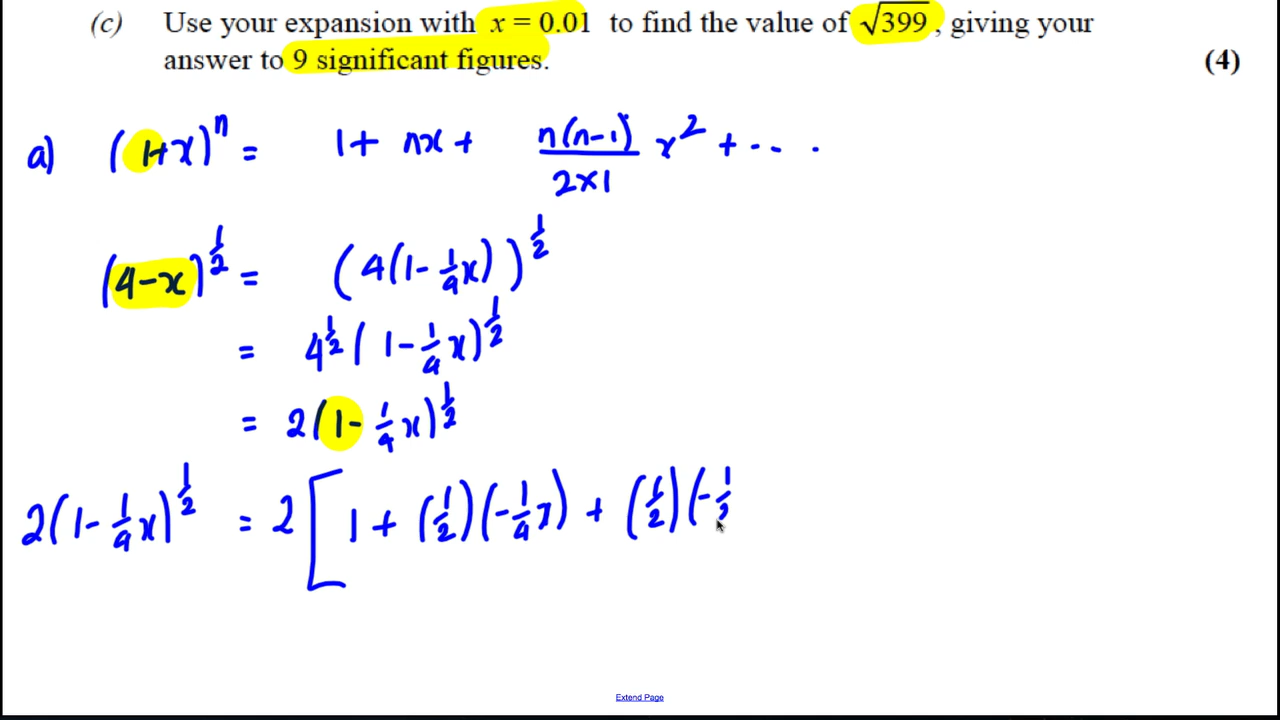 (c) Use your expansion with x = 0.01 to find the value of √399, giving your
answer to 9 significant figures. (4)
a) (1+x)^n = 1 + nx + n(n-1)/2×1 x^2 + ....
(4-x)^1/2 = (4(1-1/4x))^1/2
= 4^1/2 (1-1/4x)^1/2
= 2(1-1/4x)^1/2
2(1-1/4x)^1/2 = 2[1 + (1/2)(-1/4x) + (1/2)(-1/2
Extend Page